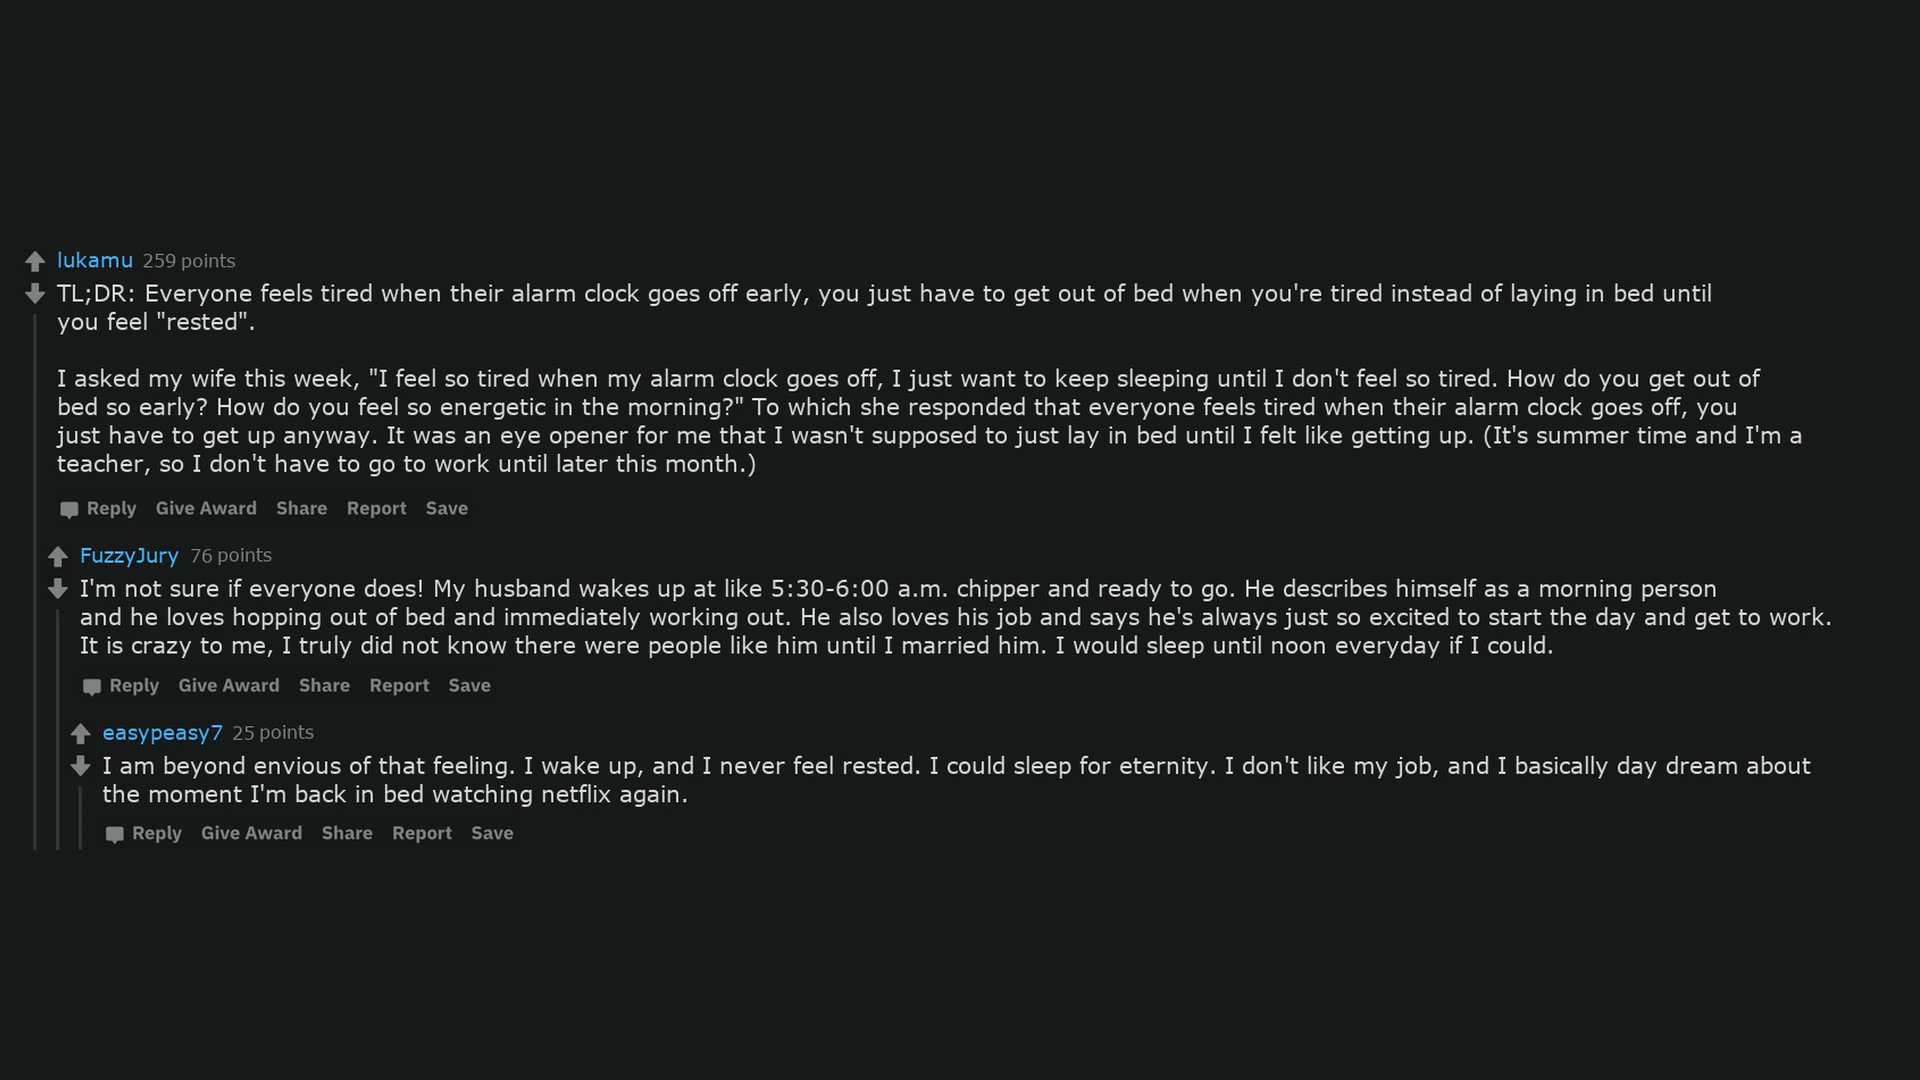 lukamu 259 points
TL;DR: Everyone feels tired when their alarm clock goes off early, you just have to get out of bed when you're tired instead of laying in bed until
you feel "rested".
I asked my wife this week, "I feel so tired when my alarm clock goes off, I just want to keep sleeping until I don't feel so tired. How do you get out of
bed so early? How do you feel so energetic in the morning?" To which she responded that everyone feels tired when their alarm clock goes off, you
just have to get up anyway. It was an eye opener for me that I wasn't supposed to just lay in bed until I felt like getting up. (It's summer time and I'm a
teacher, so I don't have to go to work until later this month.)
Reply Give Award Share Report Save
FuzzyJury 76 points
I'm not sure if everyone does! My husband wakes up at like 5:30-6:00 a.m. chipper and ready to go. He describes himself as a morning person
and he loves hopping out of bed and immediately working out. He also loves his job and says he's always just so excited to start the day and get to work.
It is crazy to me, I truly did not know there were people like him until I married him. I would sleep until noon everyday if I could.
Reply Give Award Share Report Save
easypeasy7 25 points
I am beyond envious of that feeling. I wake up, and I never feel rested. I could sleep for eternity. I don't like my job, and I basically day dream about
the moment I'm back in bed watching netflix again.
Reply Give Award Share Report Save